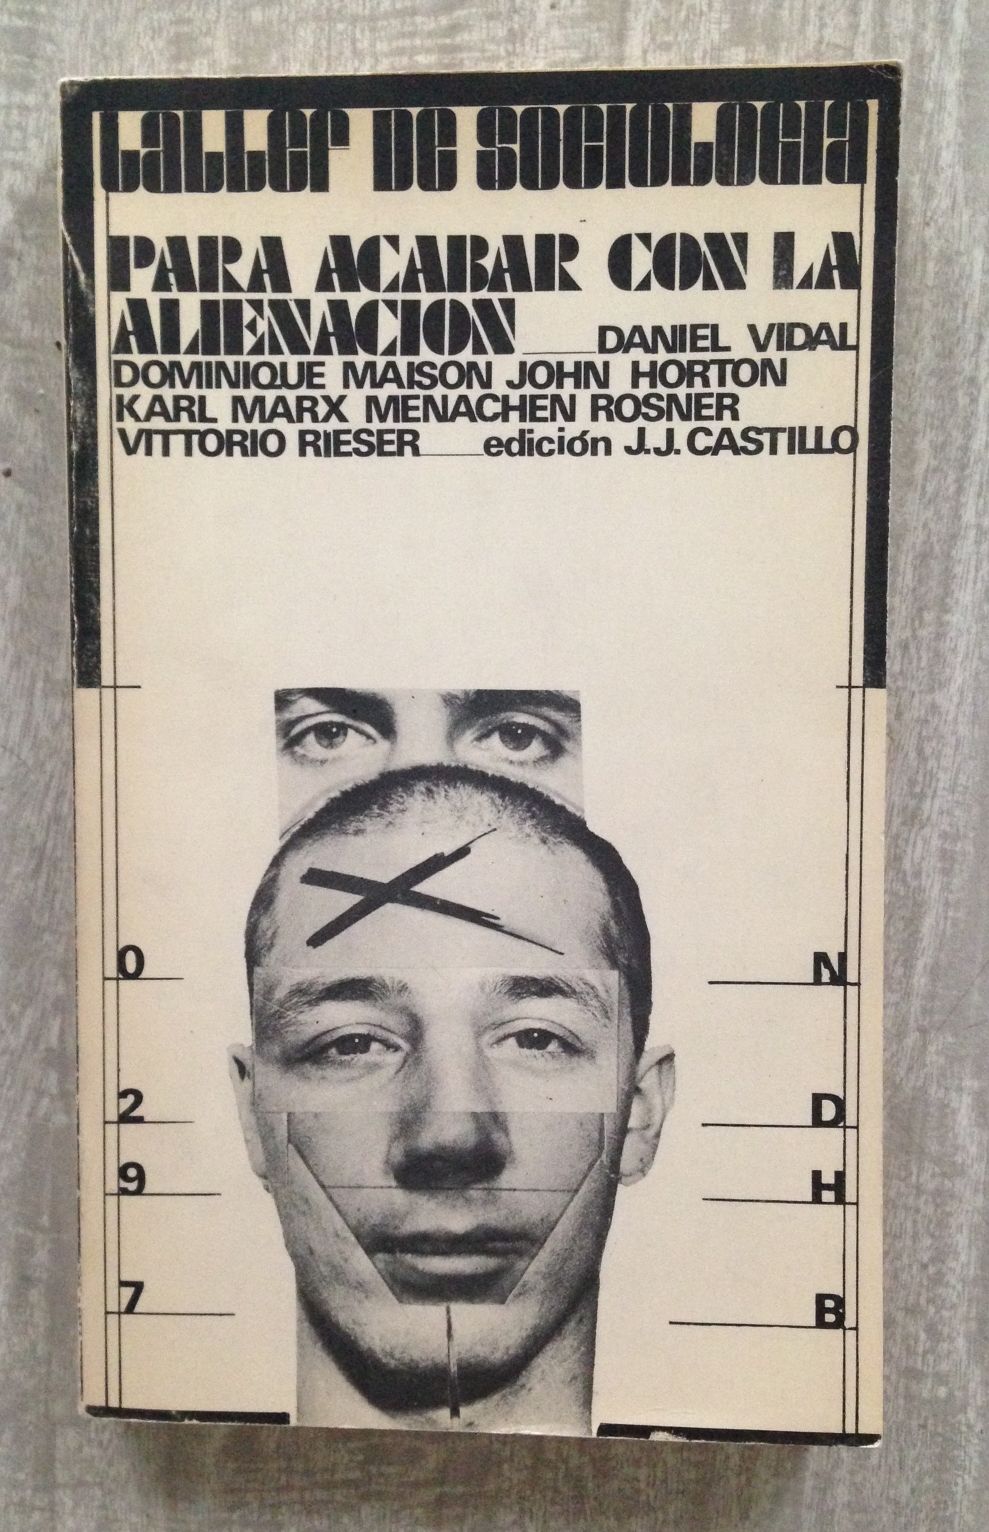 taller de sociologia
PARA ACABAR CON LA
ALIENACION DANIEL VIDAL
DOMINIQUE MAISON JOHN HORTON
KARL MARX MENACHEN ROSNER
VITTORIO RIESER edición J.J. CASTILLO
0 N
2 D
9 H
7 B